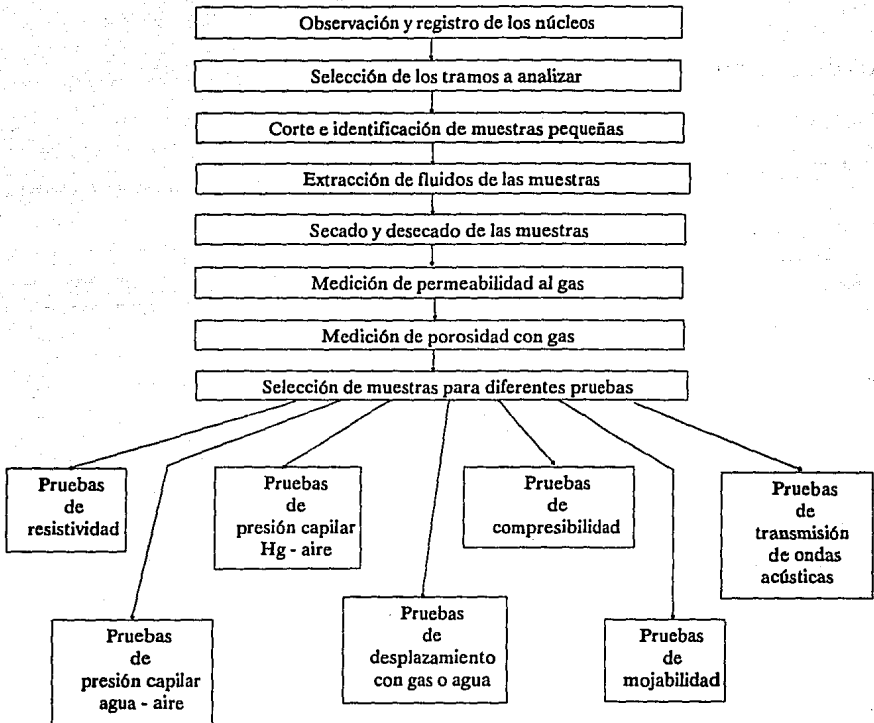 Observación y registro de los núcleos
Selección de los tramos a analizar
Corte e identificación de muestras pequeñas
Extracción de fluidos de las muestras
Secado y desecado de las muestras
Medición de permeabilidad al gas
Medición de porosidad con gas
Selección de muestras para diferentes pruebas
Pruebas
de
resistividad
Pruebas
de
presión capilar
Hg - aire
Pruebas
de
compresibilidad
Pruebas
de
transmisión
de ondas
acústicas
Pruebas
de
presión capilar
agua - aire
Pruebas
de
desplazamiento
con gas o agua
Pruebas
de
mojabilidad